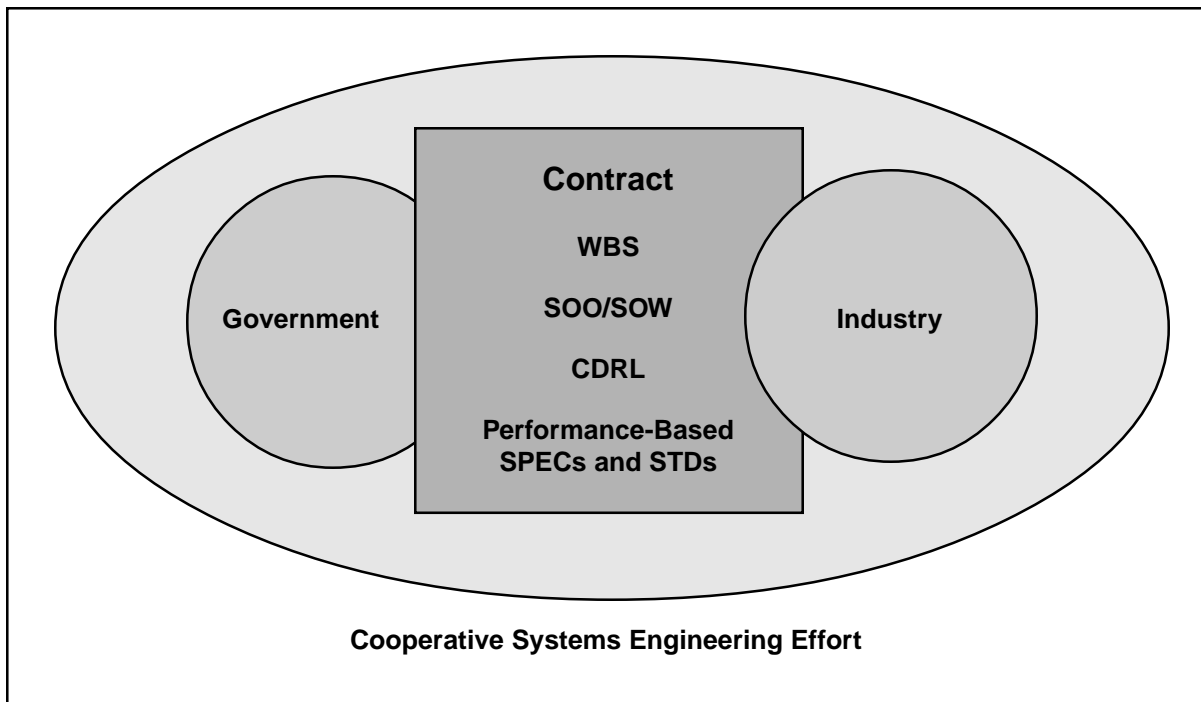 Contract
WBS
Government
SOO/SOW
Industry
CDRL
Performance-Based
SPECs and STDs
Cooperative Systems Engineering Effort